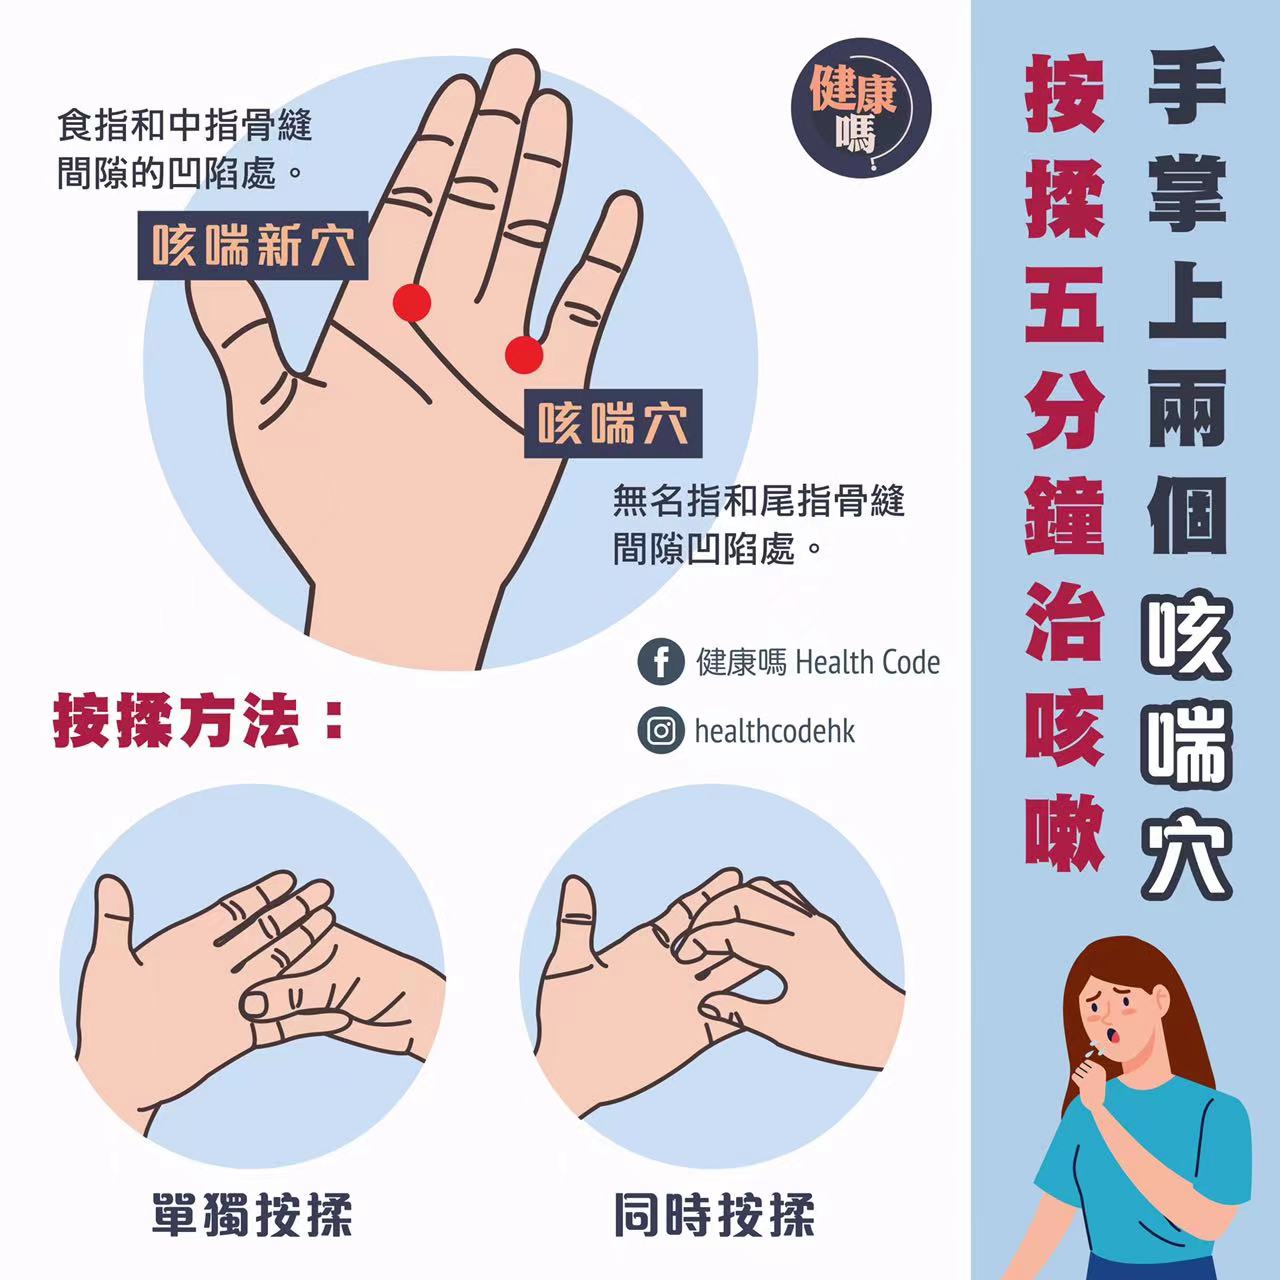 手掌上兩個咳喘穴
按揉五分鐘治咳嗽
健康
嗎
食指和中指骨縫
間隙的凹陷處。
咳喘新穴
咳喘穴
無名指和尾指骨縫
間隙凹陷處。
健康嗎 Health Code
healthcodehk
按揉方法：
單獨按揉
同時按揉